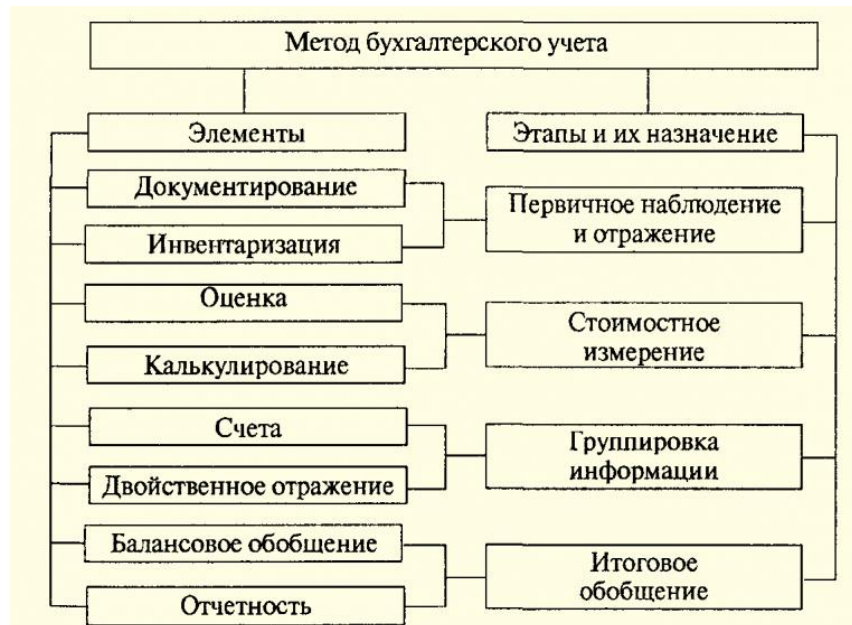 Метод бухгалтерского учета
Элементы
Этапы и их назначение
Документирование
Инвентаризация
Первичное наблюдение
и отражение
Оценка
Калькулирование
Стоимостное
измерение
Счета
Двойственное отражение
Группировка
информации
Балансовое обобщение
Отчетность
Итоговое
обобщение